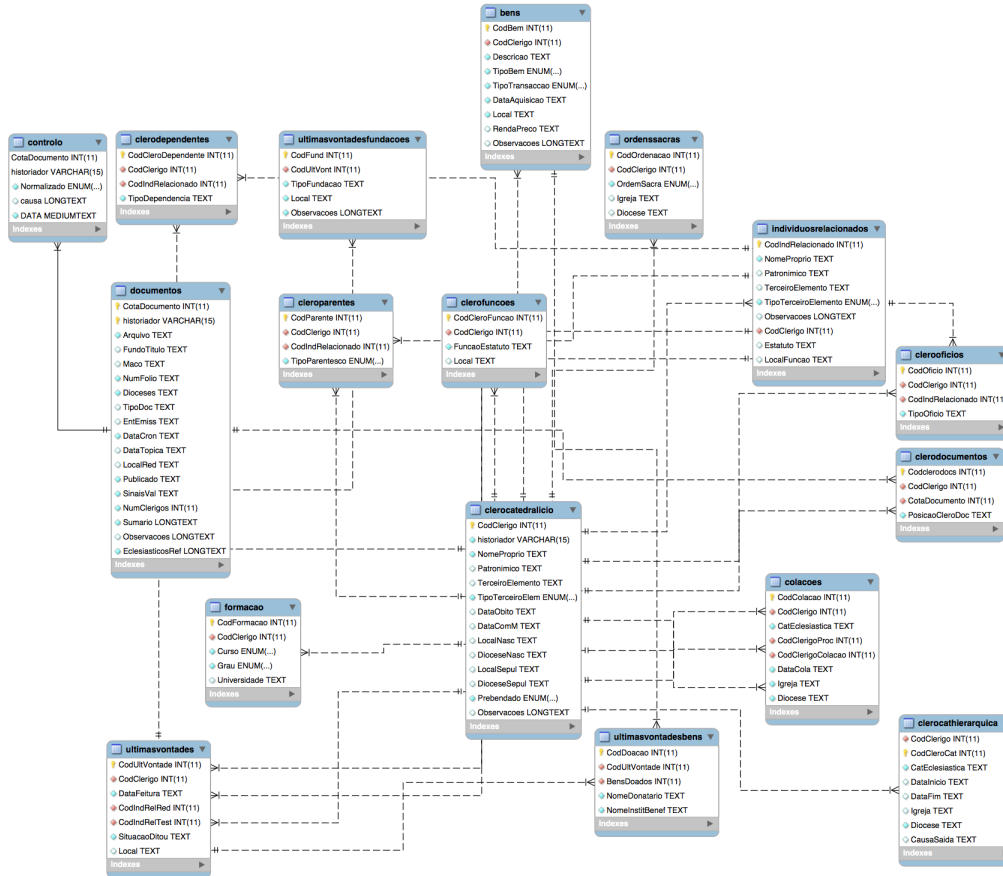 bens
CodBem INT(11)
CodClerigo INT(11)
Descricao TEXT
TipoBem ENUM(...)
TipoTransaccao ENUM(...)
DataAquisicao TEXT
Local TEXT
RendaPreco TEXT
Observacoes LONGTEXT
Indexes
controlo
CotaDocumento INT(11)
historiador VARCHAR(15)
Normalizado ENUM(...)
causa LONGTEXT
DATA MEDIUMTEXT
Indexes
clerodependentes
CodCleroDependente INT(11)
CodClerigo INT(11)
CodIndRelacionado INT(11)
TipoDependencia TEXT
Indexes
ultimasvontadesfundacoes
CodFund INT(11)
CodUltVont INT(11)
TipoFundacao TEXT
Local TEXT
Observacoes LONGTEXT
Indexes
ordenssacras
CodOrdenacao INT(11)
CodClerigo INT(11)
OrdemSacra ENUM(...)
Igreja TEXT
Diocese TEXT
Indexes
individuosrelacionados
CodIndRelacionado INT(11)
NomeProprio TEXT
Patronimico TEXT
TerceiroElemento TEXT
TipoTerceiroElemento ENUM(...)
Observacoes LONGTEXT
CodClerigo INT(11)
Estatuto TEXT
LocalFuncao TEXT
Indexes
documentos
CotaDocumento INT(11)
historiador VARCHAR(15)
Arquivo TEXT
FundoTitulo TEXT
Maco TEXT
NumFolio TEXT
Dioceses TEXT
TipoDoc TEXT
EntEmiss TEXT
DataCron TEXT
DataTopica TEXT
LocalRed TEXT
Publicado TEXT
SinaisVal TEXT
NumClerigos INT(11)
Sumario LONGTEXT
Observacoes LONGTEXT
EclesiasticosRef LONGTEXT
Indexes
cleroparentes
CodParente INT(11)
CodClerigo INT(11)
CodIndRelacionado INT(11)
TipoParentesco ENUM(...)
Indexes
clerofuncoes
CodCleroFuncao INT(11)
CodClerigo INT(11)
FuncaoEstatuto TEXT
Local TEXT
Indexes
clerooficios
CodOficio INT(11)
CodClerigo INT(11)
CodIndRelacionado INT(11)
TipoOficio TEXT
Indexes
clerodocumentos
Codclerodocs INT(11)
CodClerigo INT(11)
CotaDocumento INT(11)
PosicaoCleroDoc TEXT
Indexes
clerocatedralicio
CodClerigo INT(11)
historiador VARCHAR(15)
NomeProprio TEXT
Patronimico TEXT
TerceiroElemento TEXT
TipoTerceiroElem ENUM(...)
DataObito TEXT
DataComM TEXT
LocalNasc TEXT
DioceseNasc TEXT
LocalSepul TEXT
DioceseSepul TEXT
Prebendado ENUM(...)
Observacoes LONGTEXT
Indexes
colacoes
CodColacao INT(11)
CodClerigo INT(11)
CatEclesiastica TEXT
CodClerigoProc INT(11)
CodClerigoColacao INT(11)
DataCola TEXT
Igreja TEXT
Diocese TEXT
Indexes
formacao
CodFormacao INT(11)
CodClerigo INT(11)
Curso ENUM(...)
Grau ENUM(...)
Universidade TEXT
Indexes
ultimasvontades
CodUltVontade INT(11)
CodClerigo INT(11)
DataFeitura TEXT
CodIndRelRed INT(11)
CodIndRelTest INT(11)
SituacaoDitou TEXT
Local TEXT
Indexes
ultimasvontadesbens
CodDoacao INT(11)
CodUltVontade INT(11)
BensDoados INT(11)
NomeDonatario TEXT
NomeInstitBenef TEXT
Indexes
clerocathierarquica
CodClerigo INT(11)
CodCleroCat INT(11)
CatEclesiastica TEXT
DataInicio TEXT
DataFim TEXT
Igreja TEXT
Diocese TEXT
CausaSaida TEXT
Indexes